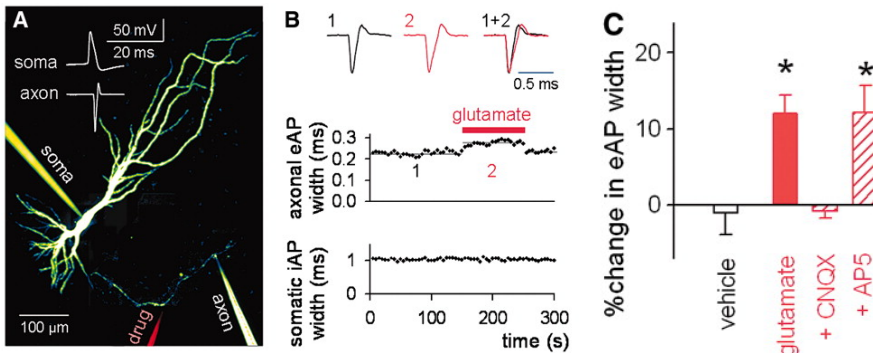 A
50 mV
20 ms
soma
axon
soma
100 µm
drug
axon
B
1
2
1+2
0.5 ms
glutamate
axonal eAP
width (ms)
0.3
0.2
0.1
0.0
1
2
somatic iAP
width (ms)
1
0
0
100
200
300
time (s)
C
%change in eAP width
20
10
0
*
*
vehicle
glutamate
+ CNQX
+ AP5